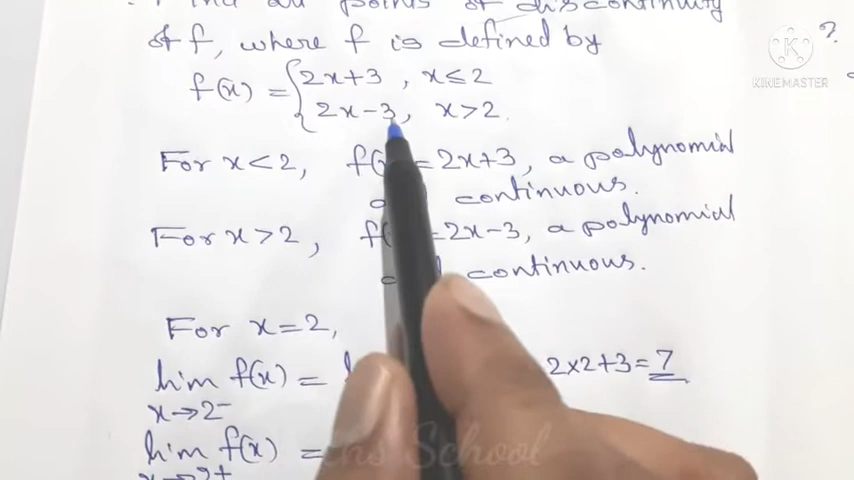 points of discontinuity
of f, where f is defined by
f(x) = { 2x+3 , x≤2
2x-3, x>2.
For x<2, f(x) = 2x+3, a polynomial
continuous.
For x>2, f( =2x-3, a polynomial
continuous.
For x=2,
lim f(x) = 2x2+3=7
x→2-
lim f(x) =
x→2+
?
K
KINEMASTER
School